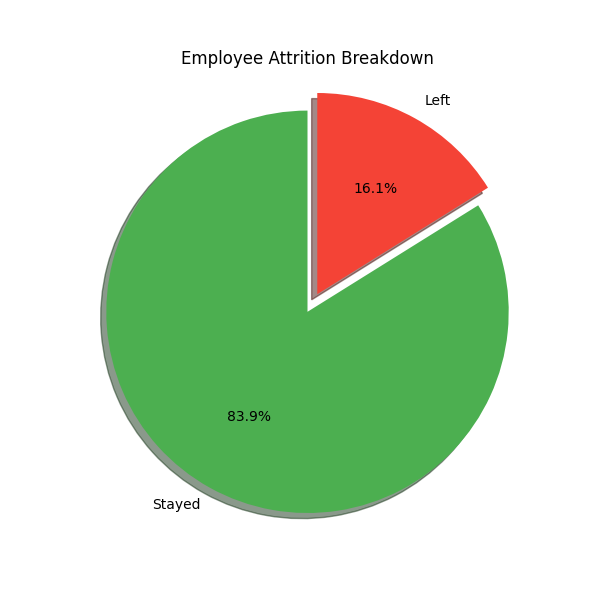 Employee Attrition Breakdown
Left
16.1%
83.9%
Stayed